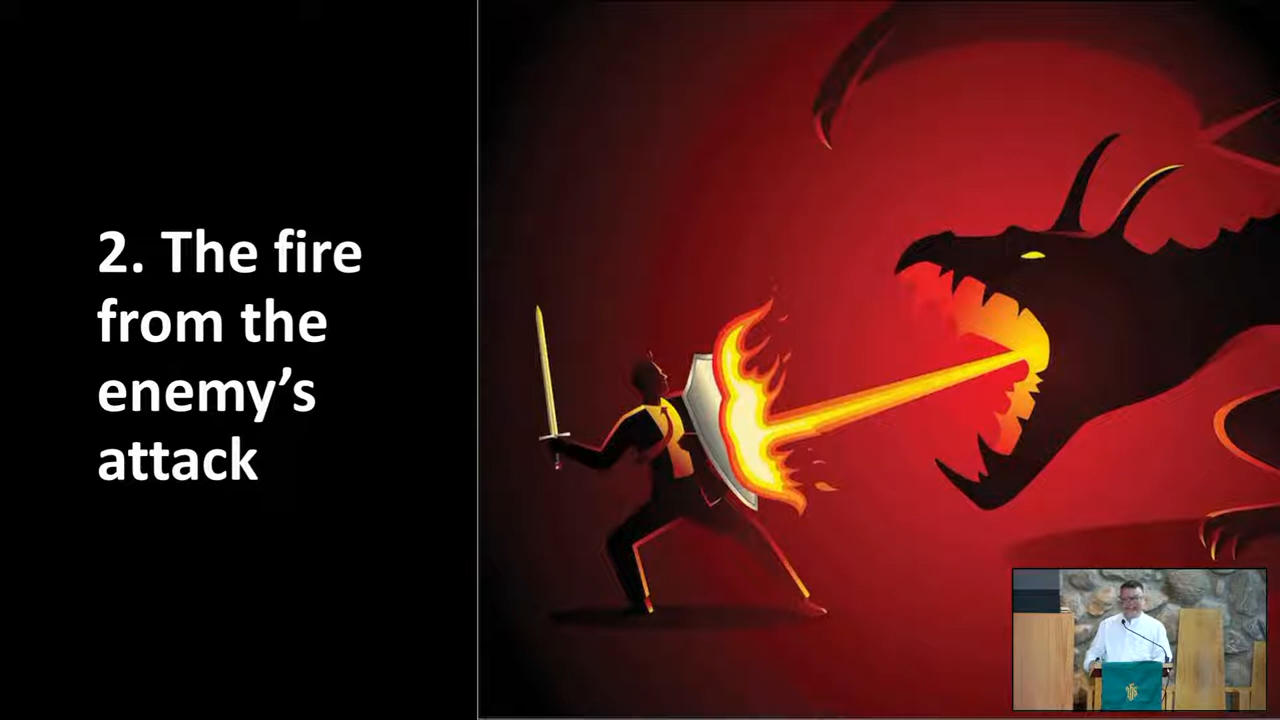 2. The fire
from the
enemy’s
attack